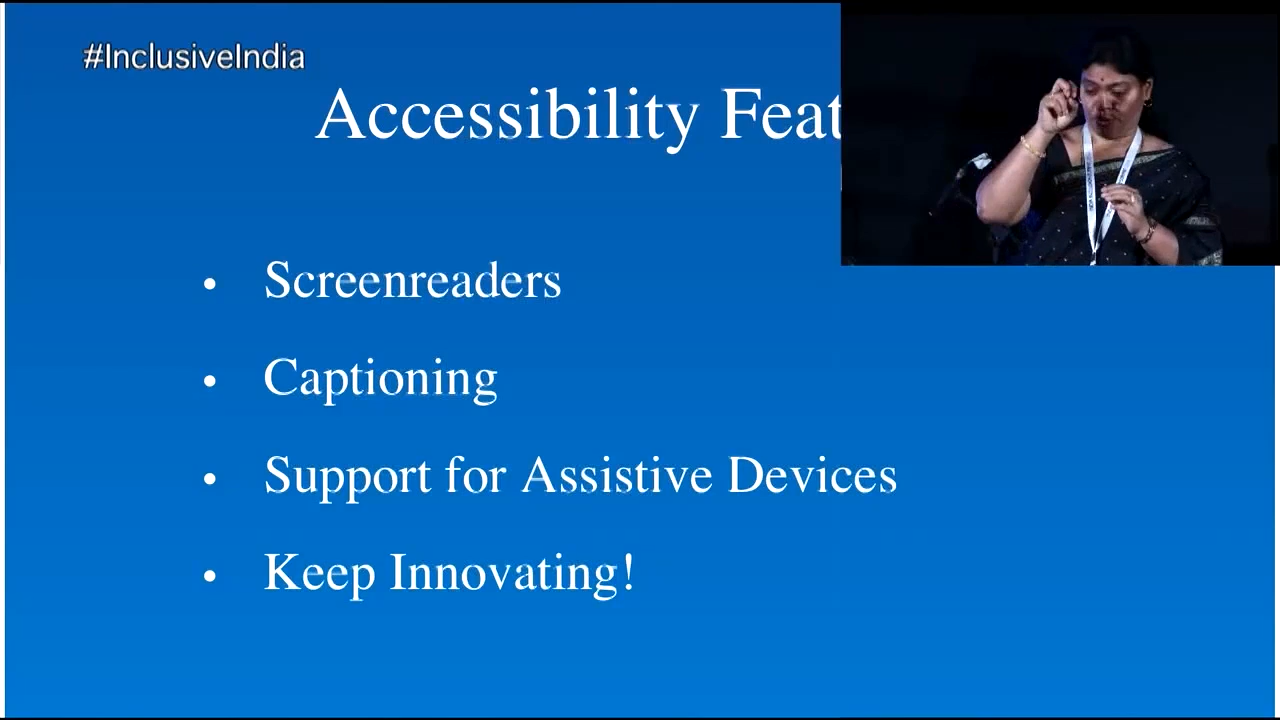 #InclusiveIndia
Accessibility Feat
• Screenreaders
• Captioning
• Support for Assistive Devices
• Keep Innovating!